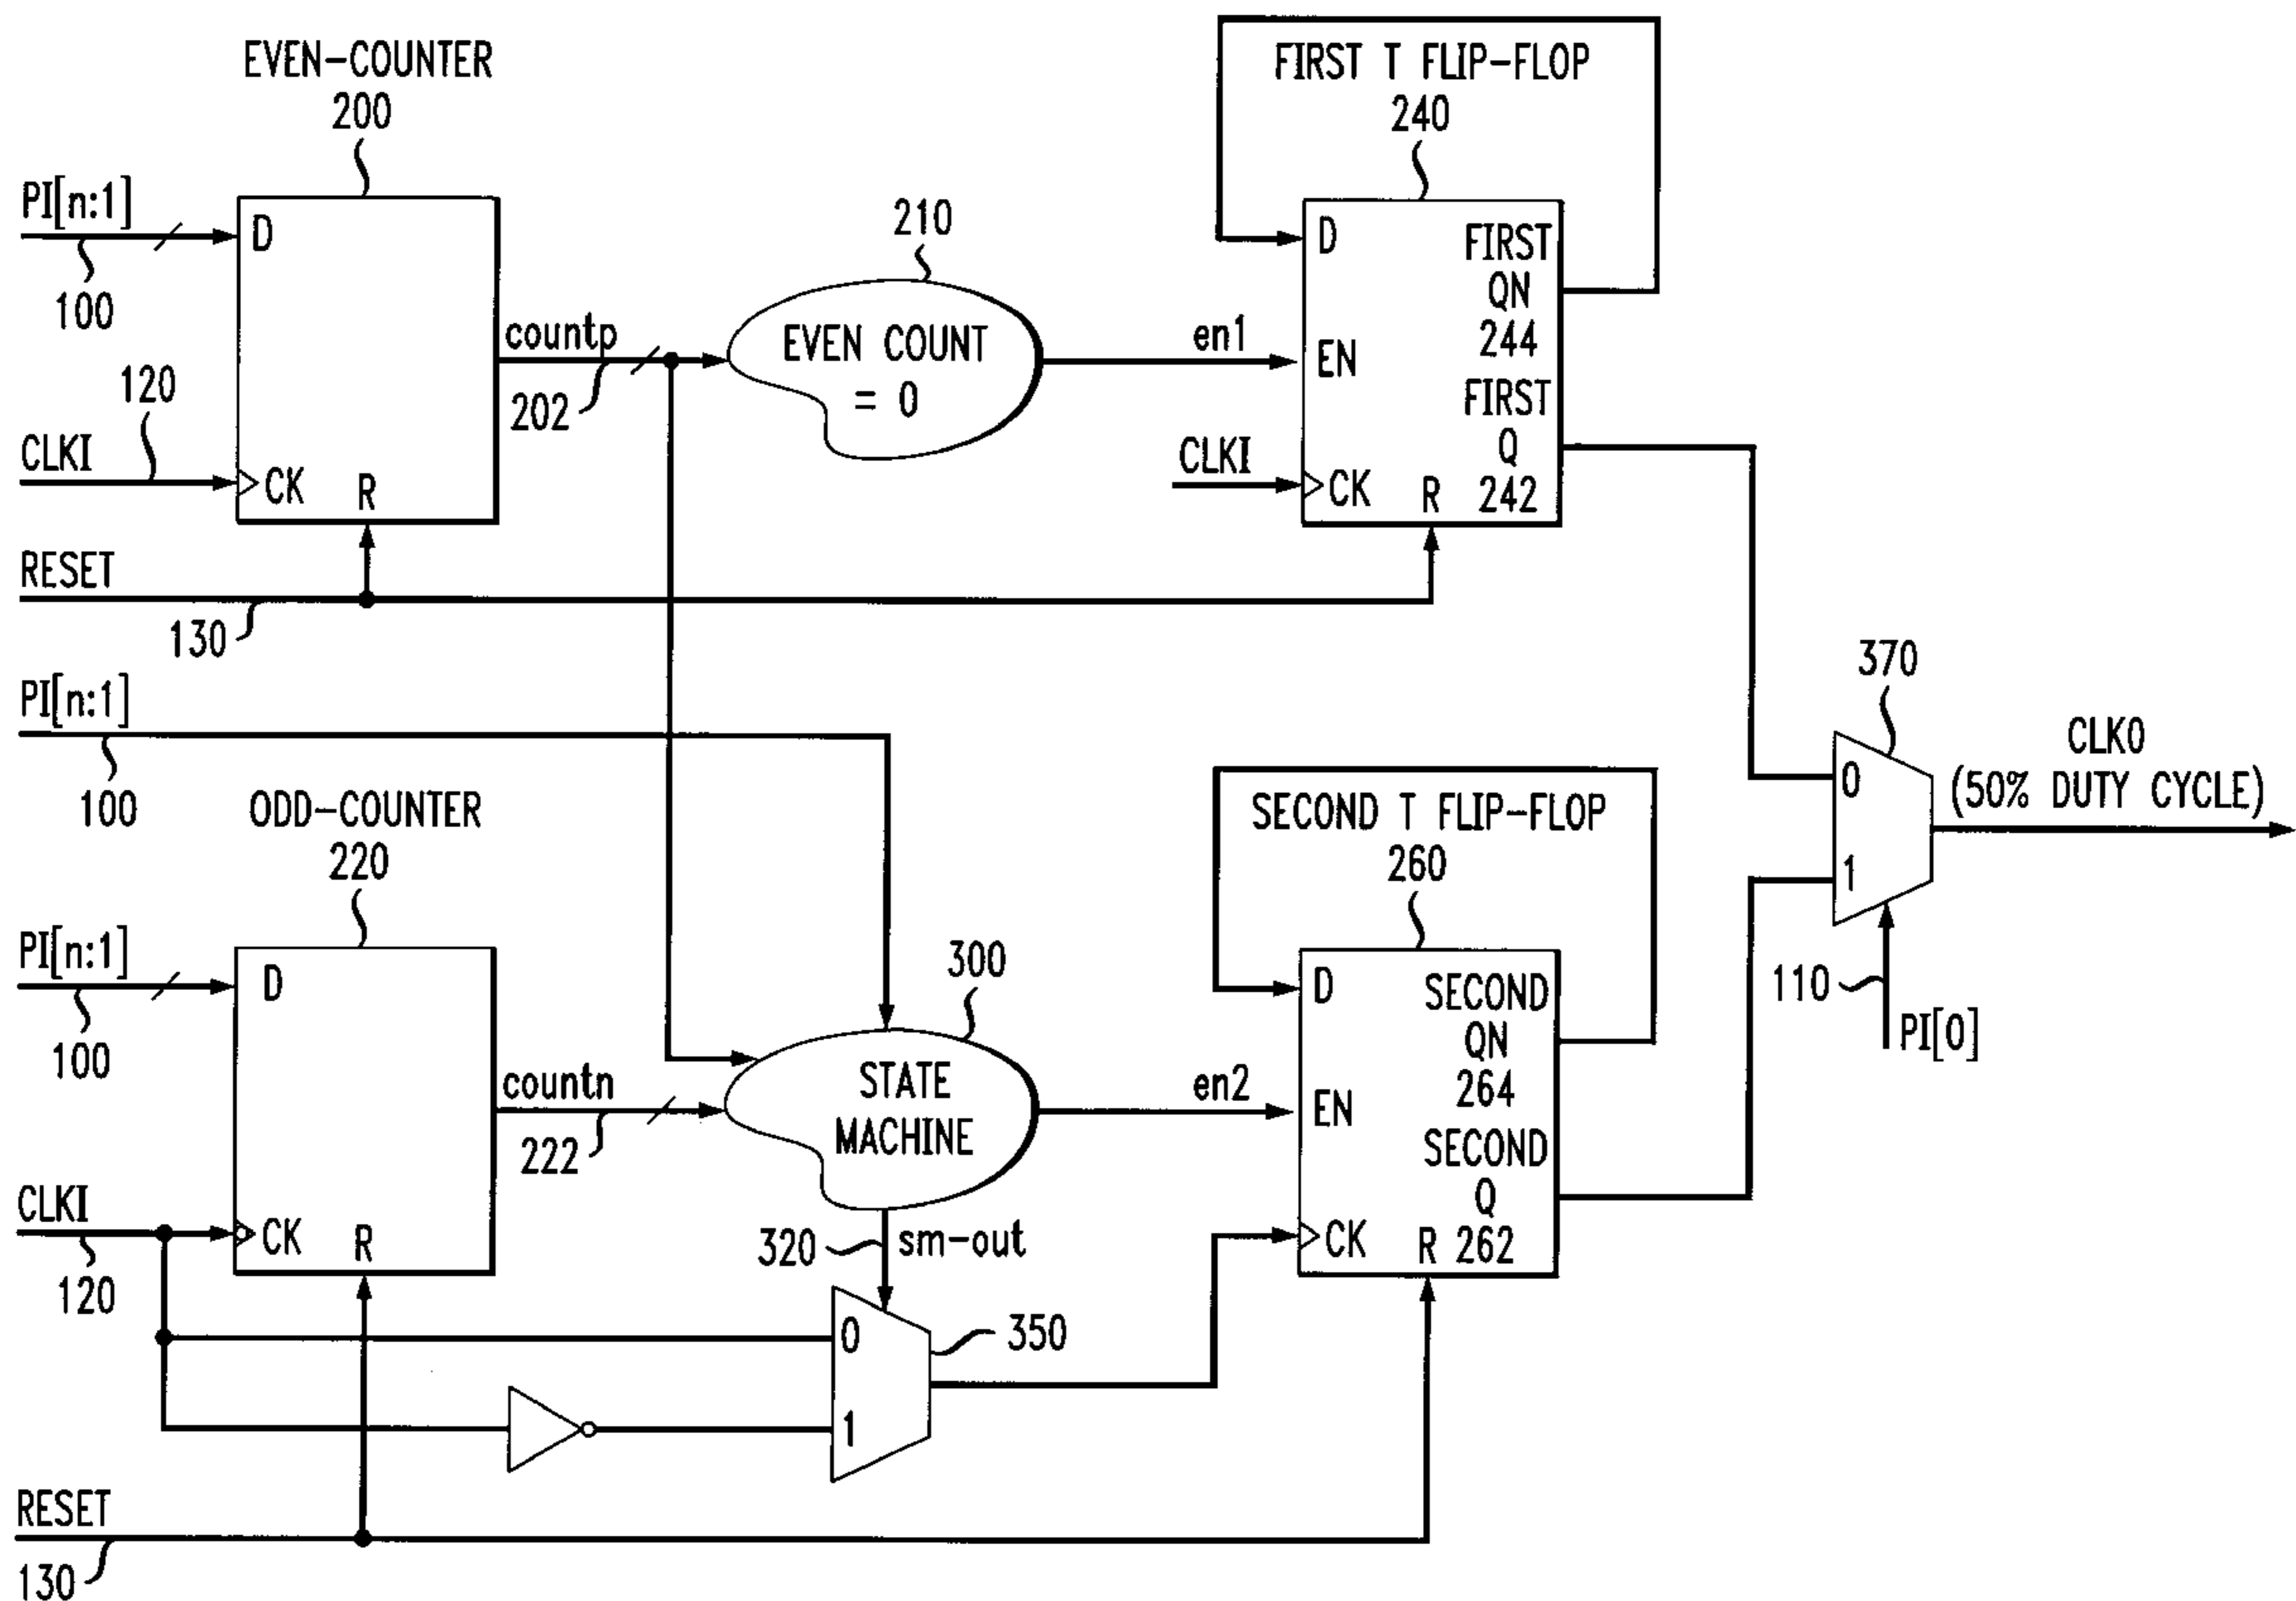 EVEN-COUNTER
200
PI[n:1]
100
D
120
CLKI
CK
R
RESET
130
countp
202
210
EVEN COUNT
= 0
en1
CLKI
FIRST T FLIP-FLOP
240
D
EN
CK
R
FIRST
QN
244
FIRST
Q
242
PI[n:1]
100
ODD-COUNTER
220
PI[n:1]
100
D
CLKI
120
CK
R
RESET
130
countn
222
300
STATE
MACHINE
320
sm-out
0
1
350
en2
SECOND T FLIP-FLOP
260
D
EN
CK
R
SECOND
QN
264
SECOND
Q
262
370
0
1
110
PI[0]
CLKO
(50% DUTY CYCLE)